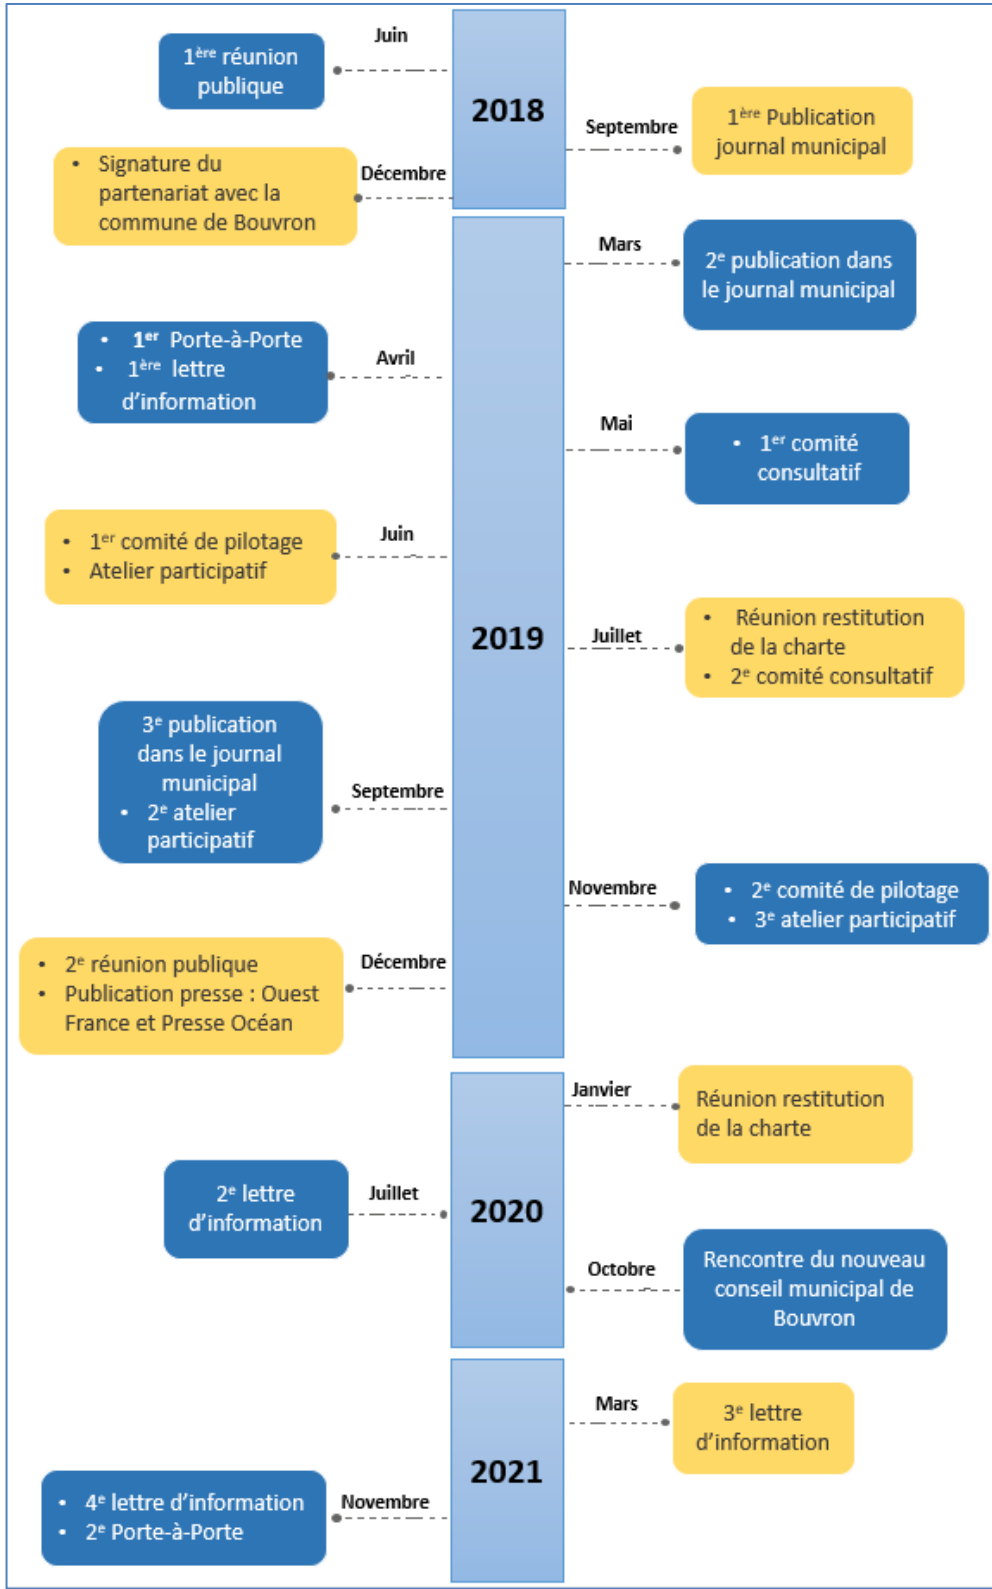 Juin
1ère réunion
publique
2018
Septembre
1ère Publication
journal municipal
Décembre
• Signature du
partenariat avec la
commune de Bouvron
Mars
2e publication dans
le journal municipal
Avril
• 1er Porte-à-Porte
• 1ère lettre
d'information
Mai
• 1er comité
consultatif
Juin
• 1er comité de pilotage
• Atelier participatif
2019
Juillet
• Réunion restitution
de la charte
• 2e comité consultatif
3e publication
dans le journal
municipal
• 2e atelier
participatif
Septembre
Novembre
• 2e comité de pilotage
• 3e atelier participatif
Décembre
• 2e réunion publique
• Publication presse : Ouest
France et Presse Océan
Janvier
Réunion restitution
de la charte
2e lettre
d'information
Juillet
2020
Octobre
Rencontre du nouveau
conseil municipal de
Bouvron
Mars
3e lettre
d'information
2021
Novembre
• 4e lettre d'information
• 2e Porte-à-Porte